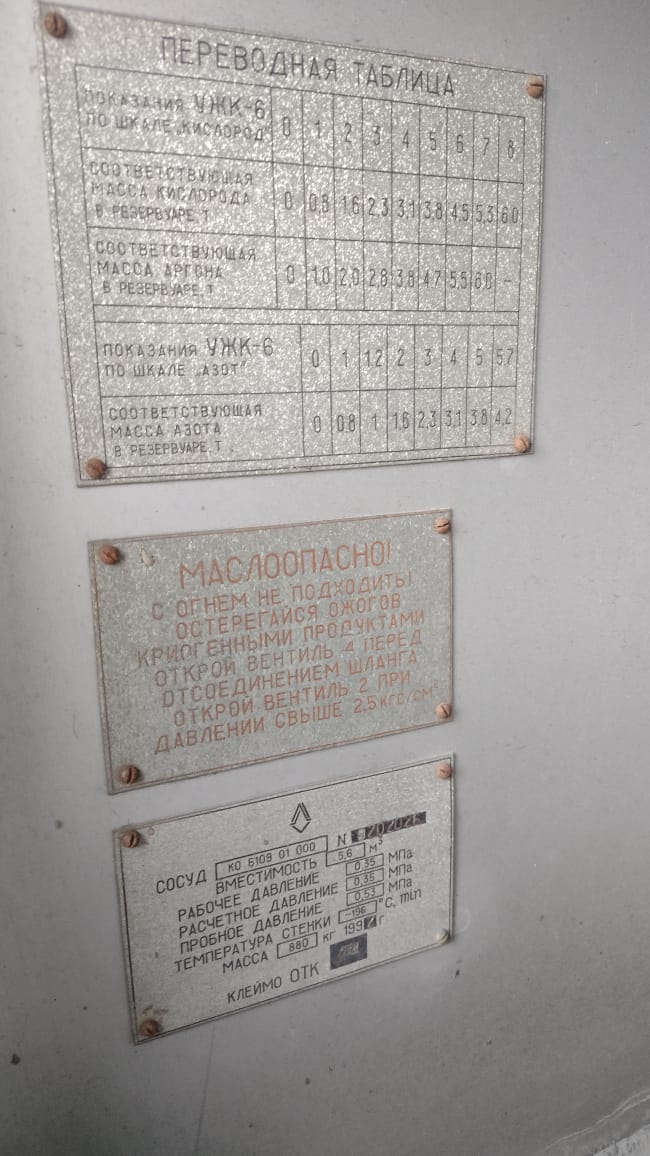 ПЕРЕВОДНАЯ ТАБЛИЦА
ПОКАЗАНИЯ УЖК-6
ПО ШКАЛЕ „КИСЛОРОД" 0 1 2 3 4 5 6 7 8
СООТВЕТСТВУЮЩАЯ
МАССА КИСЛОРОДА
В РЕЗЕРВУАРЕ, Т 0 0,8 1,6 2,3 3,1 3,8 4,5 5,3 6,0
СООТВЕТСТВУЮЩАЯ
МАССА АРГОНА
В РЕЗЕРВУАРЕ, Т 0 1,0 2,0 2,8 3,8 4,7 5,5 6,0 -
ПОКАЗАНИЯ УЖК-6
ПО ШКАЛЕ „АЗОТ" 0 1 1,2 2 3 4 5 5,7
СООТВЕТСТВУЮЩАЯ
МАССА АЗОТА
В РЕЗЕРВУАРЕ, Т 0 0,8 1 1,6 2,3 3,1 3,8 4,2
МАСЛООПАСНО!
С ОГНЕМ НЕ ПОДХОДИТЬ!
ОСТЕРЕГАЙСЯ ОЖОГОВ
КРИОГЕННЫМИ ПРОДУКТАМИ
ОТКРОЙ ВЕНТИЛЬ 4 ПЕРЕД
ОТСОЕДИНЕНИЕМ ШЛАНГА
ОТКРОЙ ВЕНТИЛЬ 2 ПРИ
ДАВЛЕНИИ СВЫШЕ 2,5 КГС/СМ²
СОСУД КО 6109 01 000 N
ВМЕСТИМОСТЬ 5,6 м³
РАБОЧЕЕ ДАВЛЕНИЕ 0,35 МПа
РАСЧЕТНОЕ ДАВЛЕНИЕ 0,35 МПа
ПРОБНОЕ ДАВЛЕНИЕ 0,53 МПа
ТЕМПЕРАТУРА СТЕНКИ -196 °С, min
МАССА 880 кг 1992 г
КЛЕЙМО ОТК